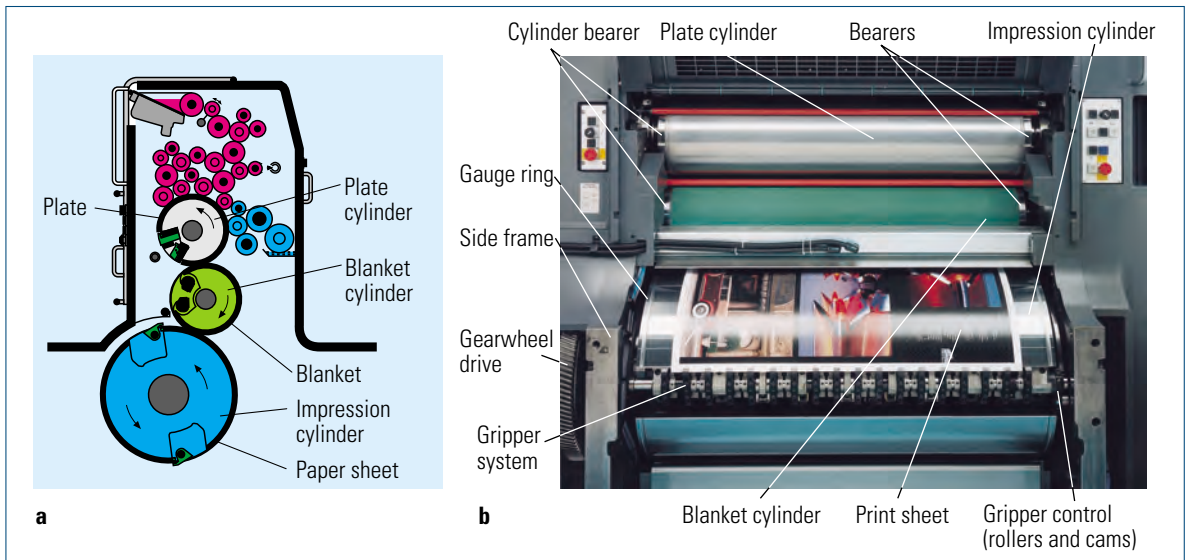 a
Plate
Plate
cylinder
Blanket
cylinder
Blanket
Impression
cylinder
Paper sheet
b
Cylinder bearer
Plate cylinder
Bearers
Impression cylinder
Gauge ring
Side frame
Gearwheel
drive
Gripper
system
Blanket cylinder
Print sheet
Gripper control
(rollers and cams)